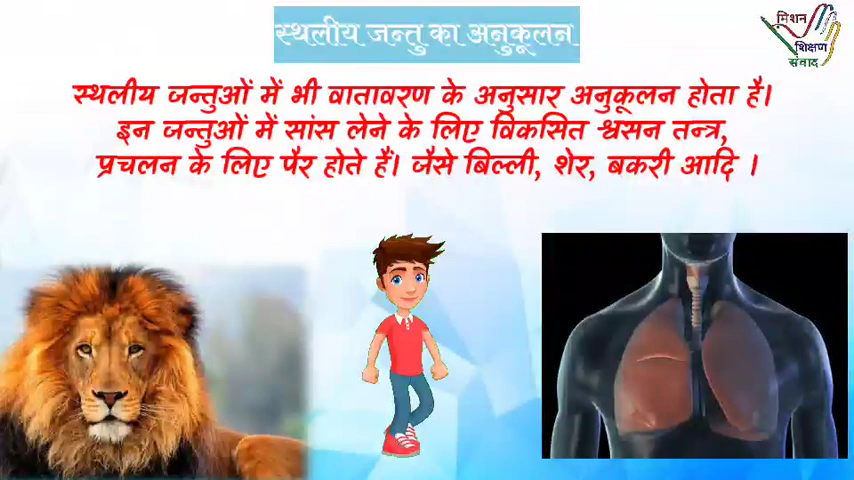 स्थलीय जन्तु का अनुकूलन
मिशन
शिक्षण
संवाद
स्थलीय जन्तुओं में भी वातावरण के अनुसार अनुकूलन होता है।
इन जन्तुओं में सांस लेने के लिए विकसित श्वसन तन्त्र,
प्रचलन के लिए पैर होते हैं। जैसे बिल्ली, शेर, बकरी आदि ।